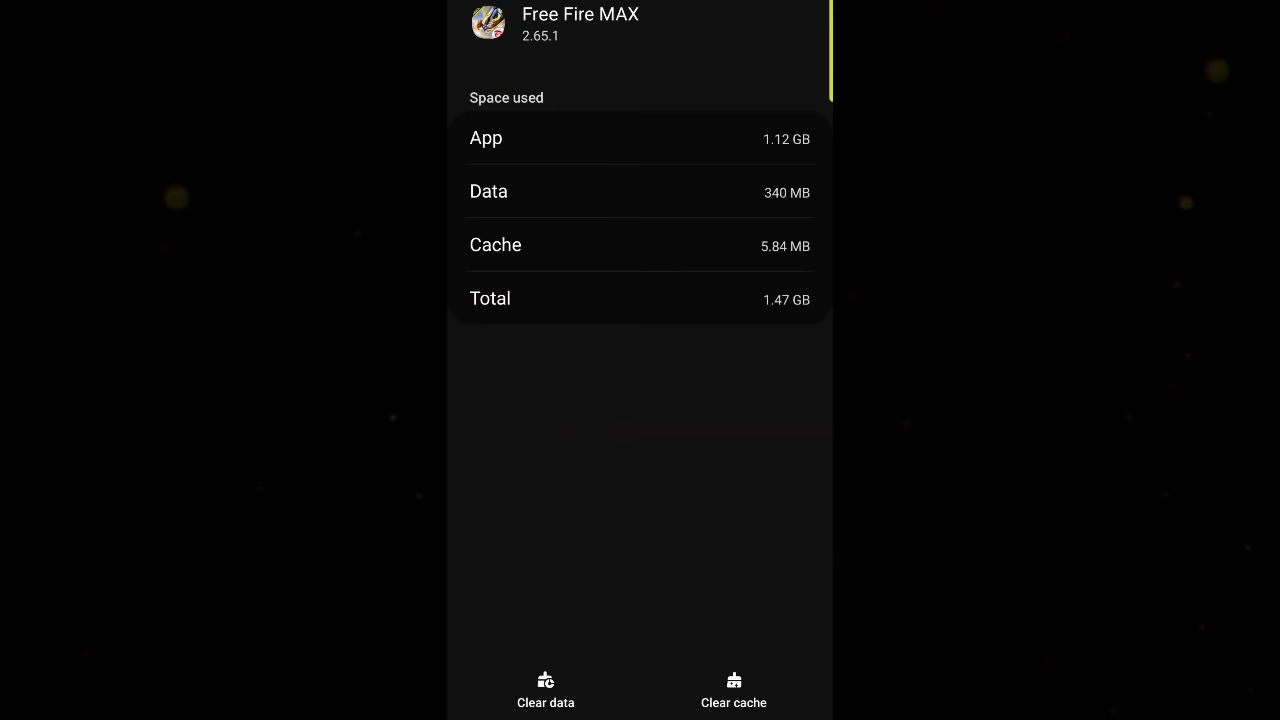 Free Fire MAX
2.65.1
Space used
App 1.12 GB
Data 340 MB
Cache 5.84 MB
Total 1.47 GB
Clear data Clear cache